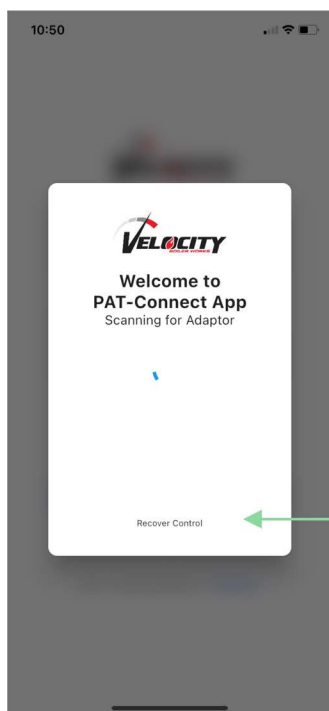 10:50
VELOCITY
BOILER WORKS
Welcome to
PAT-Connect App
Scanning for Adaptor
Recover Control